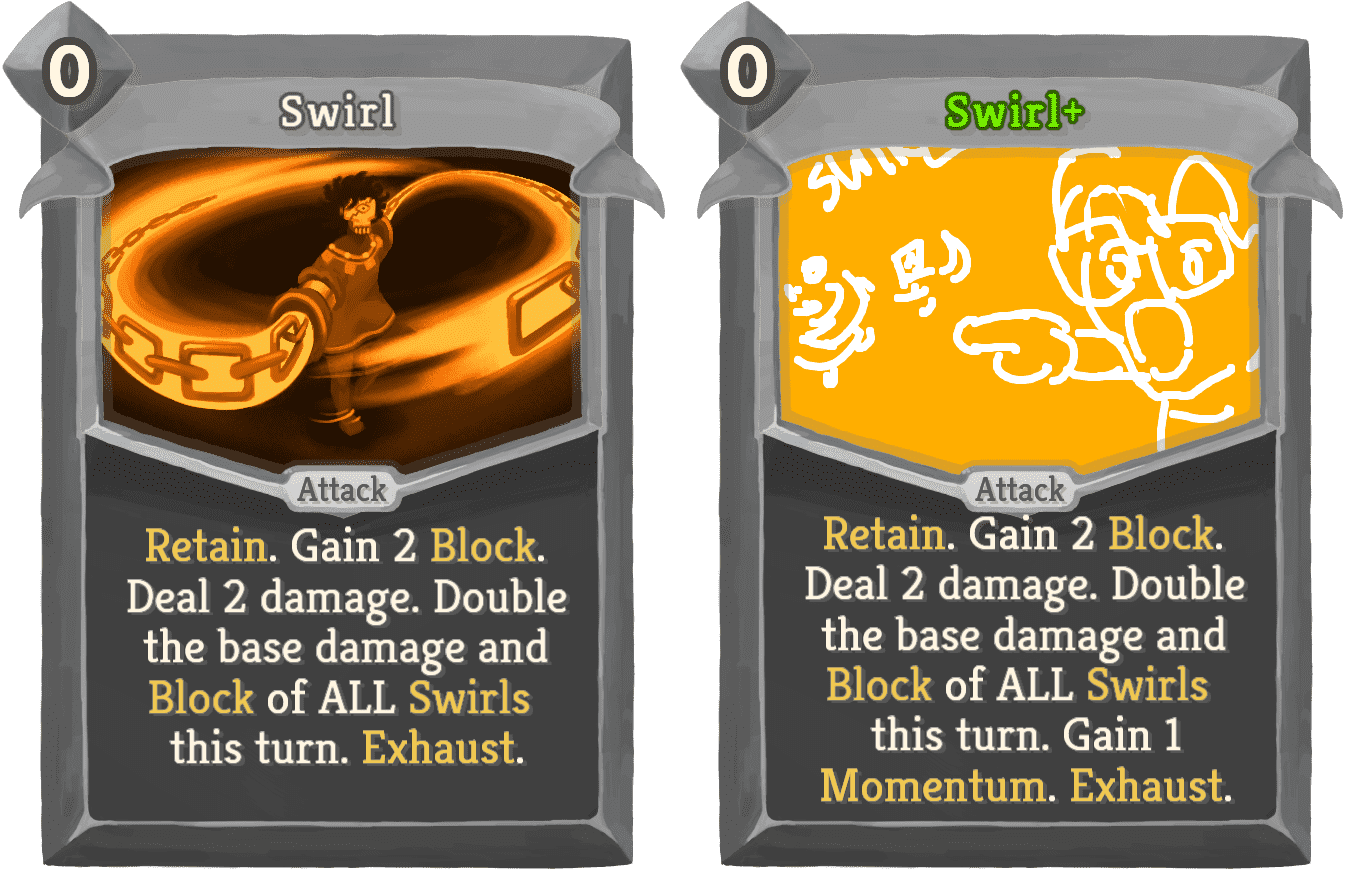 0
Swirl
Attack
Retain. Gain 2 Block.
Deal 2 damage. Double
the base damage and
Block of ALL Swirls
this turn. Exhaust.
0
Swirl+
Attack
Retain. Gain 2 Block.
Deal 2 damage. Double
the base damage and
Block of ALL Swirls
this turn. Gain 1
Momentum. Exhaust.